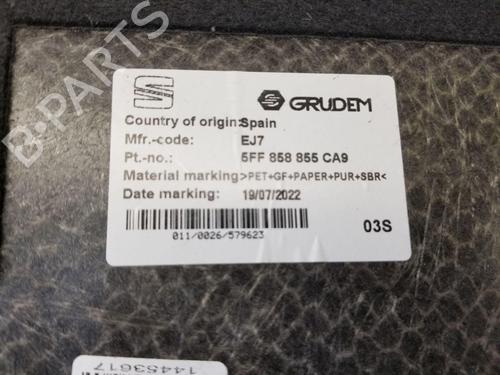 B-PARTS
GRUDEM
Country of origin:Spain
Mfr.-code: EJ7
Pt.-no.: 5FF 858 855 CA9
Material marking >PET+GF+PAPER+PUR+SBR<
Date marking: 19/07/2022
011/0026/579623
03S
14453617